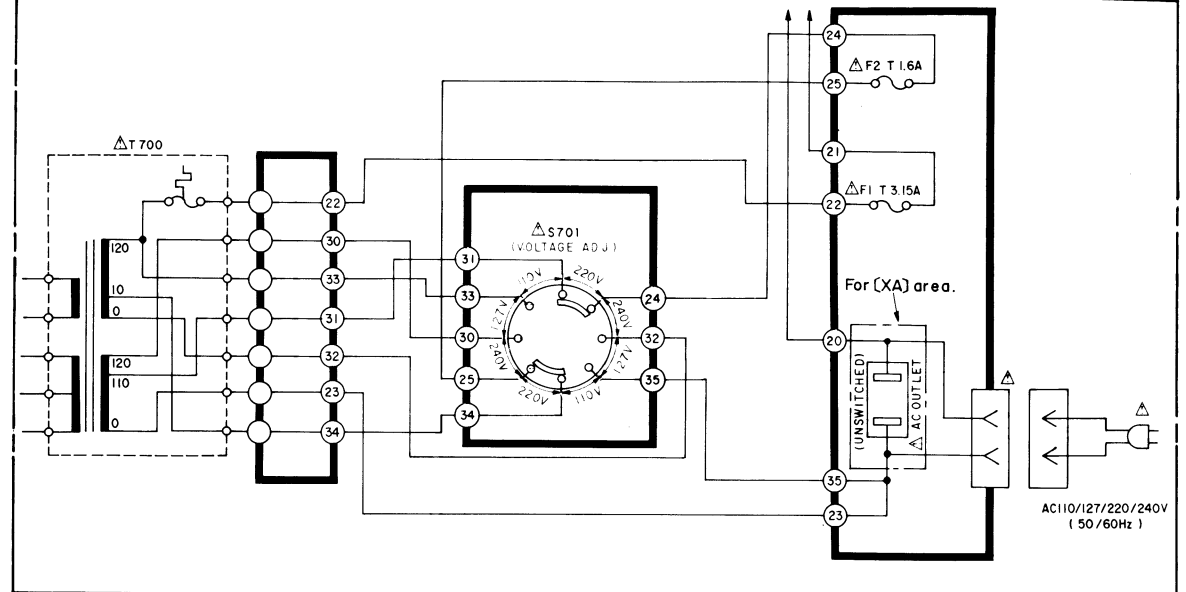 24
⚠ F2 T 1.6A
25
⚠ T 700
21
⚠ F1 T 3.15A
22
22
30
33
31
32
23
34
120
10
0
120
110
0
⚠ S701
(VOLTAGE ADJ)
31
33
30
25
34
24
32
35
110V
220V
127V
240V
240V
127V
220V
110V
For [XA] area.
20
(UNSWITCHED)
⚠ AC OUTLET
⚠
⚠
35
23
AC110/127/220/240V
( 50/60Hz )